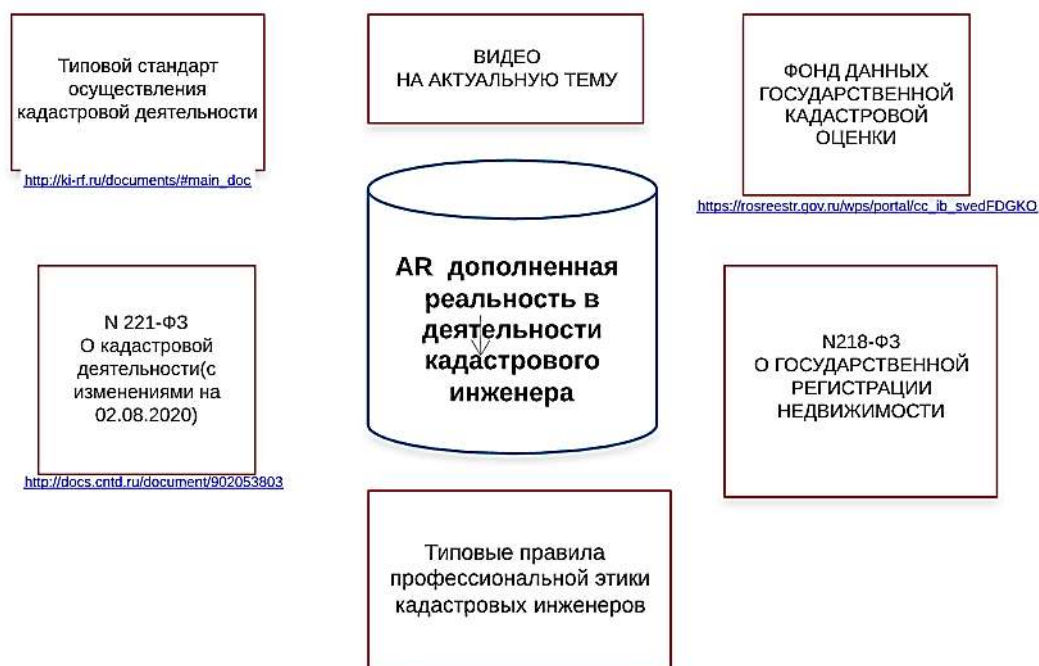 Типовой стандарт
осуществления
кадастровой деятельности
http://ki-rf.ru/documents/#main_doc
ВИДЕО
НА АКТУАЛЬНУЮ ТЕМУ
ФОНД ДАННЫХ
ГОСУДАРСТВЕННОЙ
КАДАСТРОВОЙ
ОЦЕНКИ
https://rosreestr.gov.ru/wps/portal/cc_ib_svedFDGKO
N 221-ФЗ
О кадастровой
деятельности(с
изменениями на
02.08.2020)
http://docs.cntd.ru/document/902053803
AR дополненная
реальность в
деятельности
кадастрового
инженера
N218-ФЗ
О ГОСУДАРСТВЕННОЙ
РЕГИСТРАЦИИ
НЕДВИЖИМОСТИ
Типовые правила
профессиональной этики
кадастровых инженеров